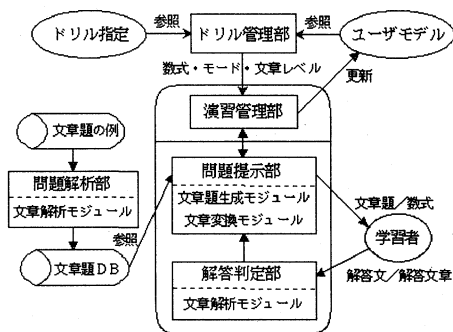 ドリル指定
参照
ドリル管理部
参照
ユーザモデル
数式・モード・文章レベル
更新
演習管理部
文章題の例
問題解析部
文章解析モジュール
参照
文章題DB
問題提示部
文章題生成モジュール
文章変換モジュール
文章題/数式
学習者
解答文/解答文章
解答判定部
文章解析モジュール